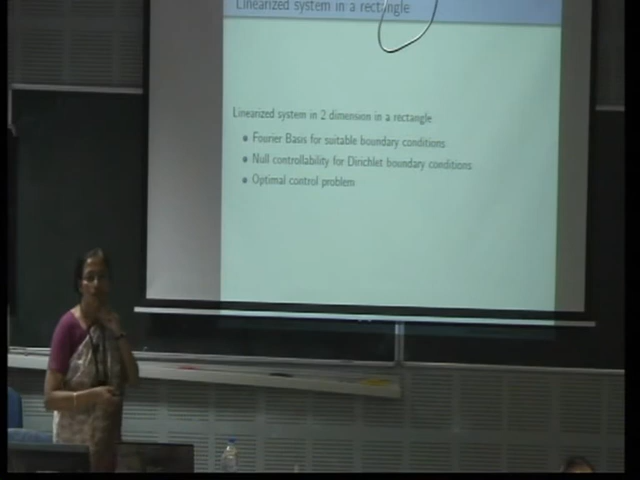 Linearized system in a rectangle
Linearized system in 2 dimension in a rectangle
Fourier Basis for suitable boundary conditions
Null controllability for Dirichlet boundary conditions
Optimal control problem